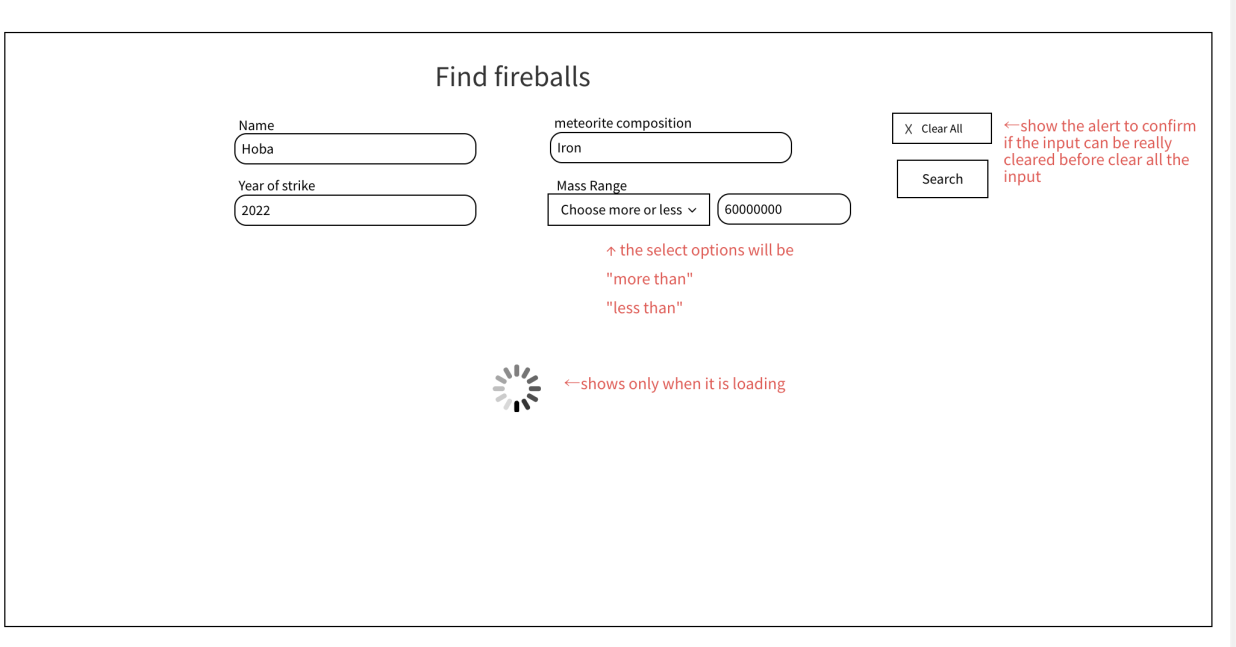 Find fireballs
Name
Hoba
meteorite composition
Iron
X Clear All
←show the alert to confirm
if the input can be really
cleared before clear all the
input
Search
Year of strike
2022
Mass Range
Choose more or less
60000000
↑ the select options will be
"more than"
"less than"
←shows only when it is loading